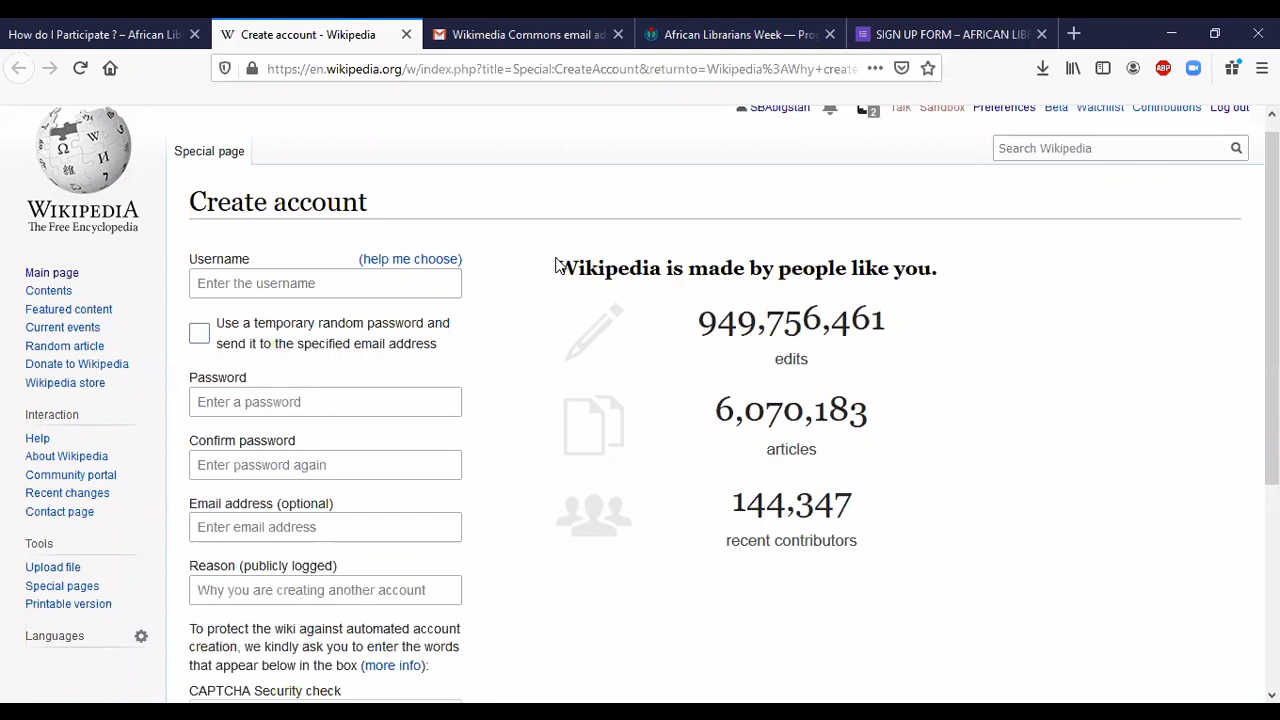 How do I Participate ? – African Lib
Create account - Wikipedia
Wikimedia Commons email ad
African Librarians Week — Pro
SIGN UP FORM – AFRICAN LIB
https://en.wikipedia.org/w/index.php?title=Special:CreateAccount&returnto=Wikipedia%3AWhy+create
SBAbigstan
2
Talk
Sandbox
Preferences
Beta
Watchlist
Contributions
Log out
Special page
Search Wikipedia
WIKIPEDIA
The Free Encyclopedia
Main page
Contents
Featured content
Current events
Random article
Donate to Wikipedia
Wikipedia store
Interaction
Help
About Wikipedia
Community portal
Recent changes
Contact page
Tools
Upload file
Special pages
Printable version
Languages
Create account
Username
(help me choose)
Enter the username
Use a temporary random password and
send it to the specified email address
Password
Enter a password
Confirm password
Enter password again
Email address (optional)
Enter email address
Reason (publicly logged)
Why you are creating another account
To protect the wiki against automated account
creation, we kindly ask you to enter the words
that appear below in the box (more info):
CAPTCHA Security check
Wikipedia is made by people like you.
949,756,461
edits
6,070,183
articles
144,347
recent contributors